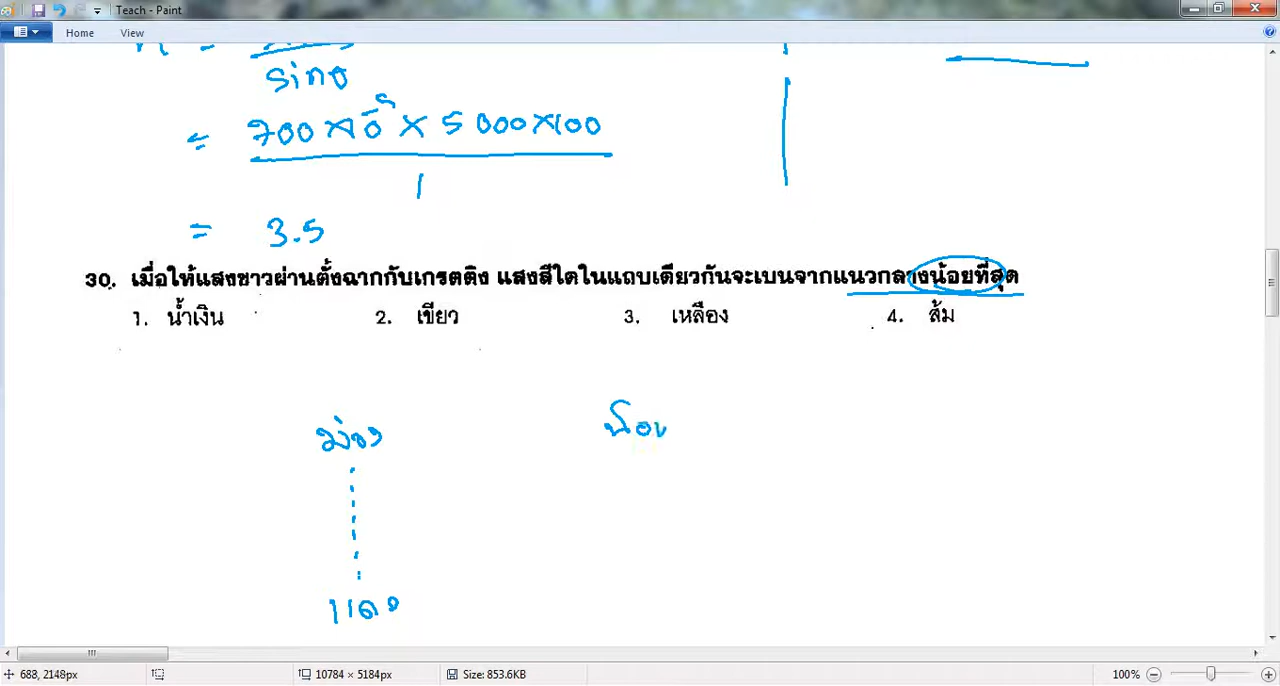 Teach - Paint
Home View
sinθ
= 700 × 10⁻⁵ × 5 000 × 100
1
= 3.5
30. เมื่อให้แสงขาวผ่านตั้งฉากกับเกรตติง แสงสีใดในแถบเดียวกันจะเบนจากแนวกลางน้อยที่สุด
1. น้ำเงิน 2. เขียว 3. เหลือง 4. ส้ม
ม่วง น้อย
แดง
688, 2148px 10784 × 5184px Size: 853.6KB 100%